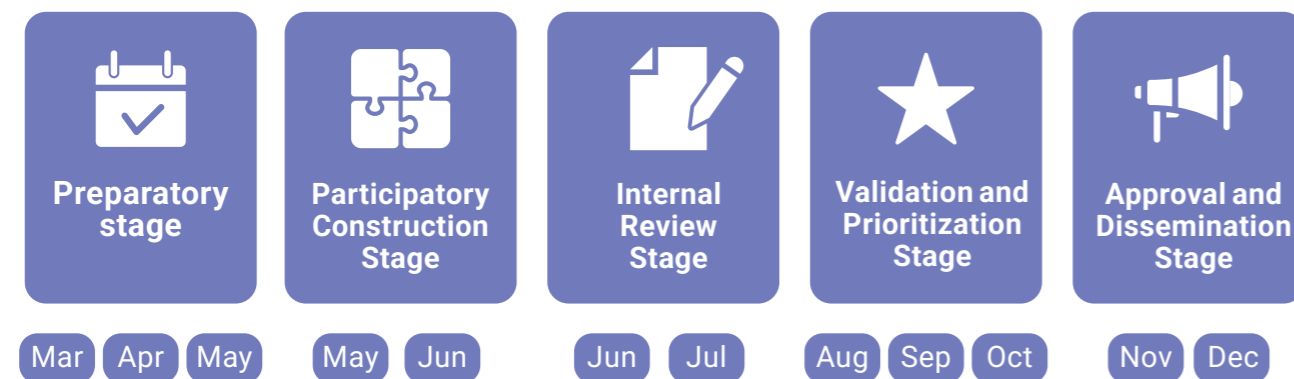 Preparatory
stage
Participatory
Construction
Stage
Internal
Review
Stage
Validation and
Prioritization
Stage
Approval and
Dissemination
Stage
Mar Apr May
May Jun
Jun Jul
Aug Sep Oct
Nov Dec